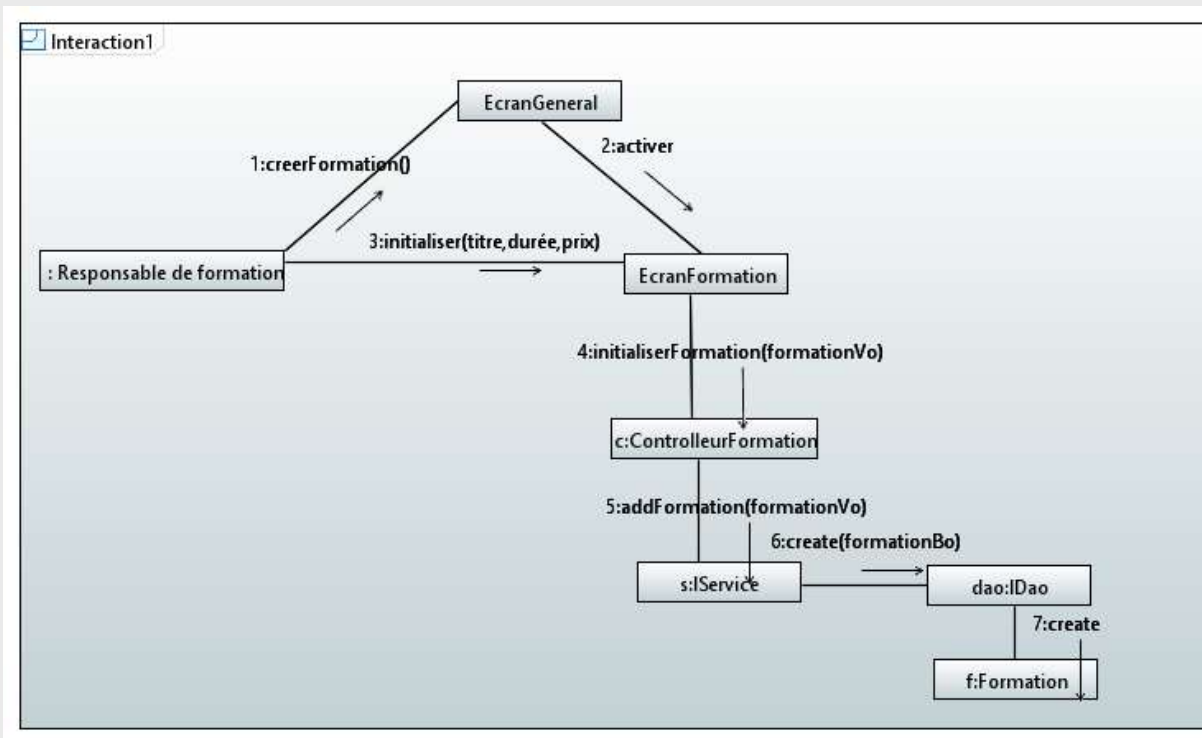 Interaction1
EcranGeneral
2:activer
1:creerFormation()
3:initialiser(titre,durée,prix)
: Responsable de formation
EcranFormation
4:initialiserFormation(formationVo)
c:ControlleurFormation
5:addFormation(formationVo)
6:create(formationBo)
s:IService
dao:IDao
7:create
f:Formation